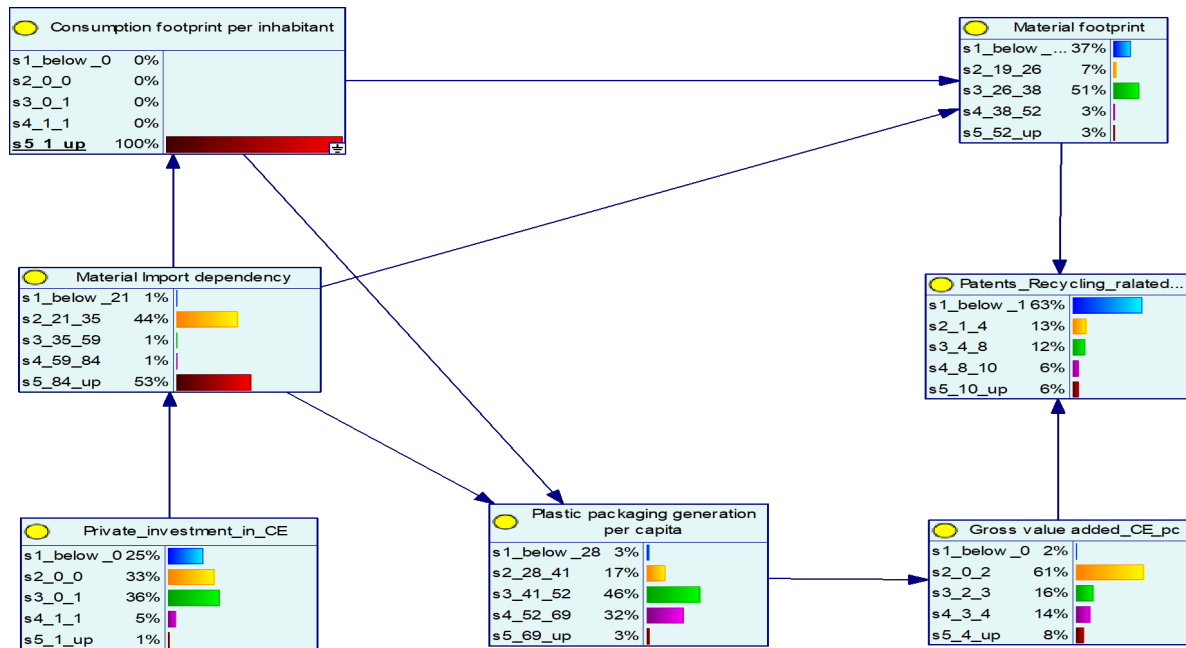 Consumption footprint per inhabitant
s1_below _0 0%
s2_0_0 0%
s3_0_1 0%
s4_1_1 0%
s5_1_up 100%
Material footprint
s1_below _... 37%
s2_19_26 7%
s3_26_38 51%
s4_38_52 3%
s5_52_up 3%
Material Import dependency
s1_below _21 1%
s2_21_35 44%
s3_35_59 1%
s4_59_84 1%
s5_84_up 53%
Patents_Recycling_ralated...
s1_below _1 63%
s2_1_4 13%
s3_4_8 12%
s4_8_10 6%
s5_10_up 6%
Private_investment_in_CE
s1_below _0 25%
s2_0_0 33%
s3_0_1 36%
s4_1_1 5%
s5_1_up 1%
Plastic packaging generation
per capita
s1_below _28 3%
s2_28_41 17%
s3_41_52 46%
s4_52_69 32%
s5_69_up 3%
Gross value added_CE_pc
s1_below _0 2%
s2_0_2 61%
s3_2_3 16%
s4_3_4 14%
s5_4_up 8%